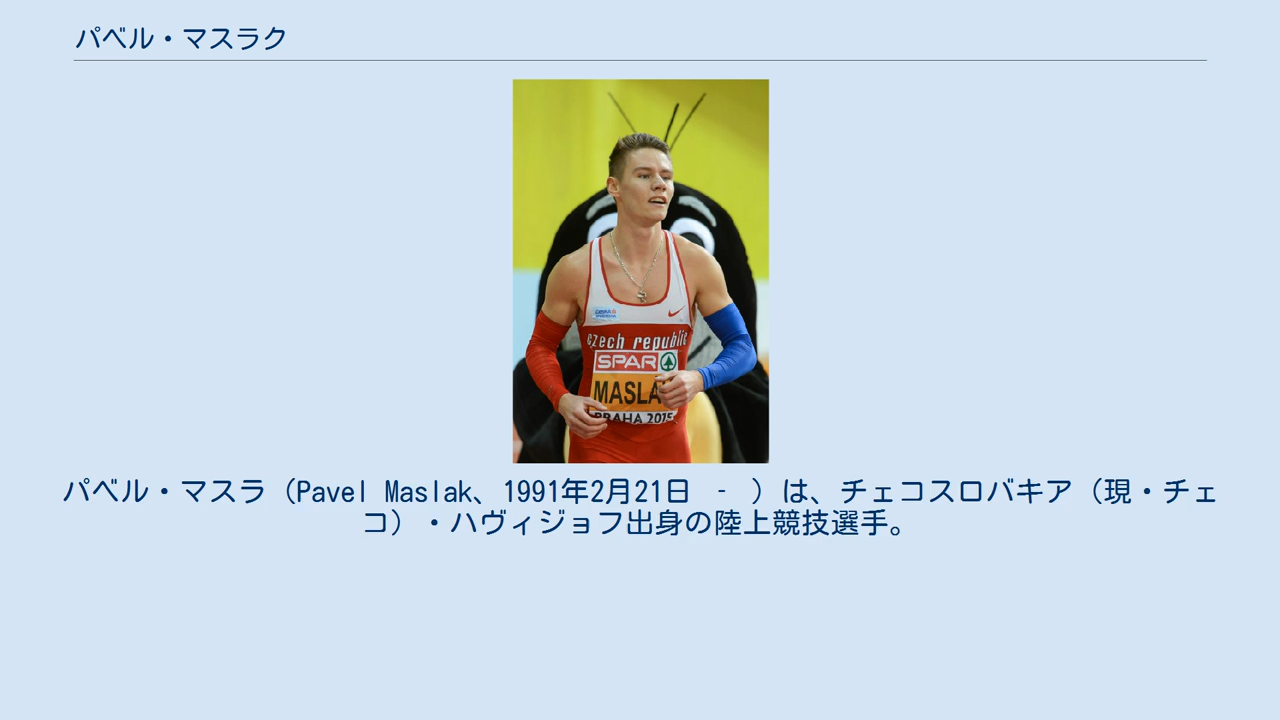 パベル・マスラク
czech republic
SPAR
MASLA
PRAHA 2015
パベル・マスラ（Pavel Maslak、1991年2月21日 - ）は、チェコスロバキア（現・チェ
コ）・ハヴィジョフ出身の陸上競技選手。